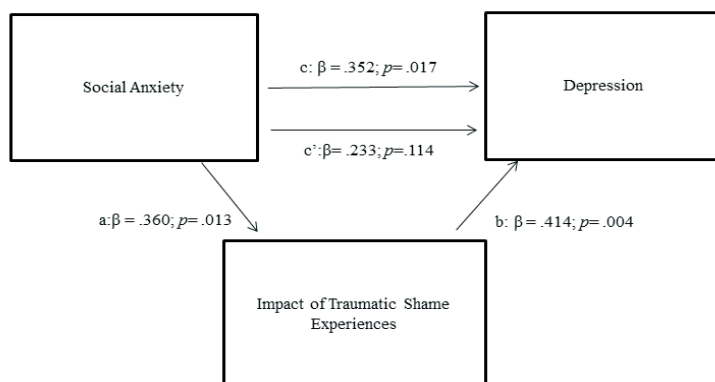 Social Anxiety
c: β = .352; p= .017
Depression
c’:β= .233; p=.114
a:β = .360; p= .013
b: β = .414; p= .004
Impact of Traumatic Shame
Experiences